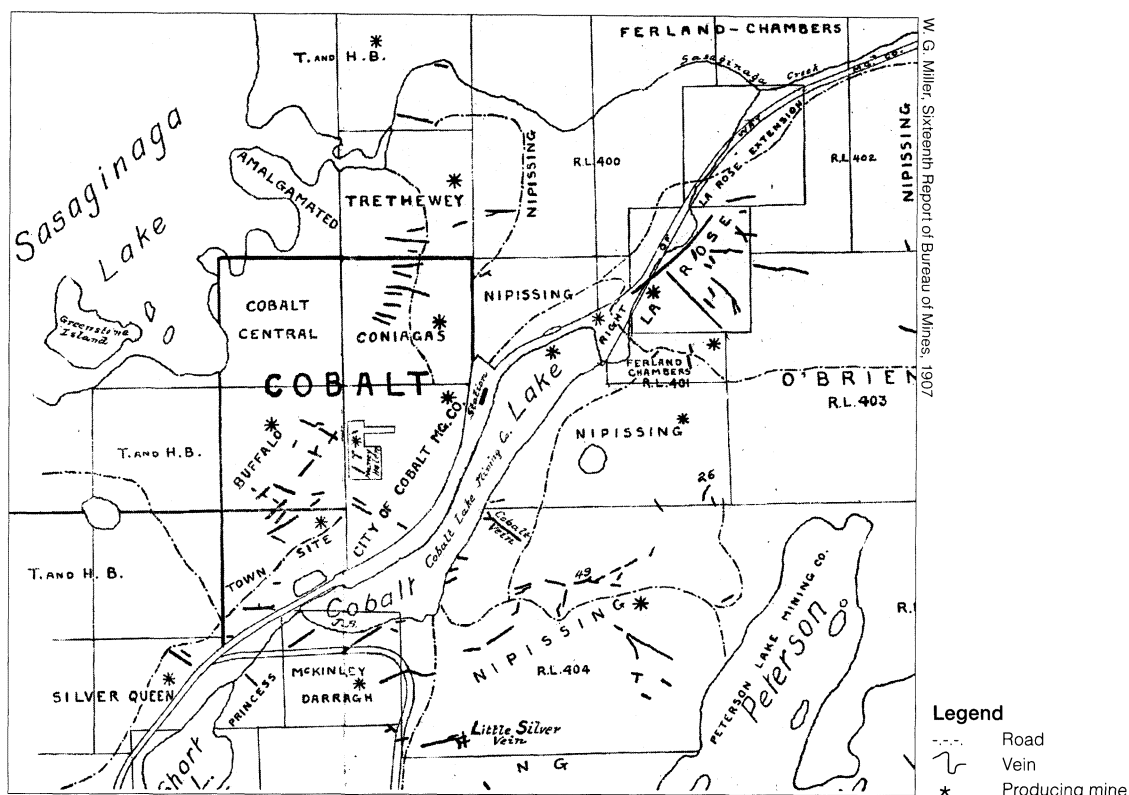 FERLAND-CHAMBERS
T. AND H.B.
Sasaginaga Creek
MG. CO.
W. G. Miller, Sixteenth Report of Bureau of Mines, 1907
Sasaginaga
Lake
AMALGAMATED
TRETHEWEY
NIPISSING
R.L.400
RIGHT OF WAY
LA ROSE EXTENSION
R.L.402
NIPISSING
Greenstone
Island
COBALT
CENTRAL
CONIAGAS
NIPISSING
LA ROSE
FERLAND
CHAMBERS
R.L.401
O'BRIEN
R.L.403
COBALT
Station
Lake
T. AND H.B.
BUFFALO
CITY OF COBALT MG. CO.
Cobalt Lake Mining Co.
NIPISSING
26
Cobalt
Vein
T. AND H.B.
TOWN SITE
Cobalt
49
NIPISSING
R.L.404
PETERSON LAKE MINING CO.
Peterson
R.
SILVER QUEEN
PRINCESS
McKINLEY
DARRAGH
Little Silver
Vein
Short
L.
N G
Legend
Road
Vein
Producing mine